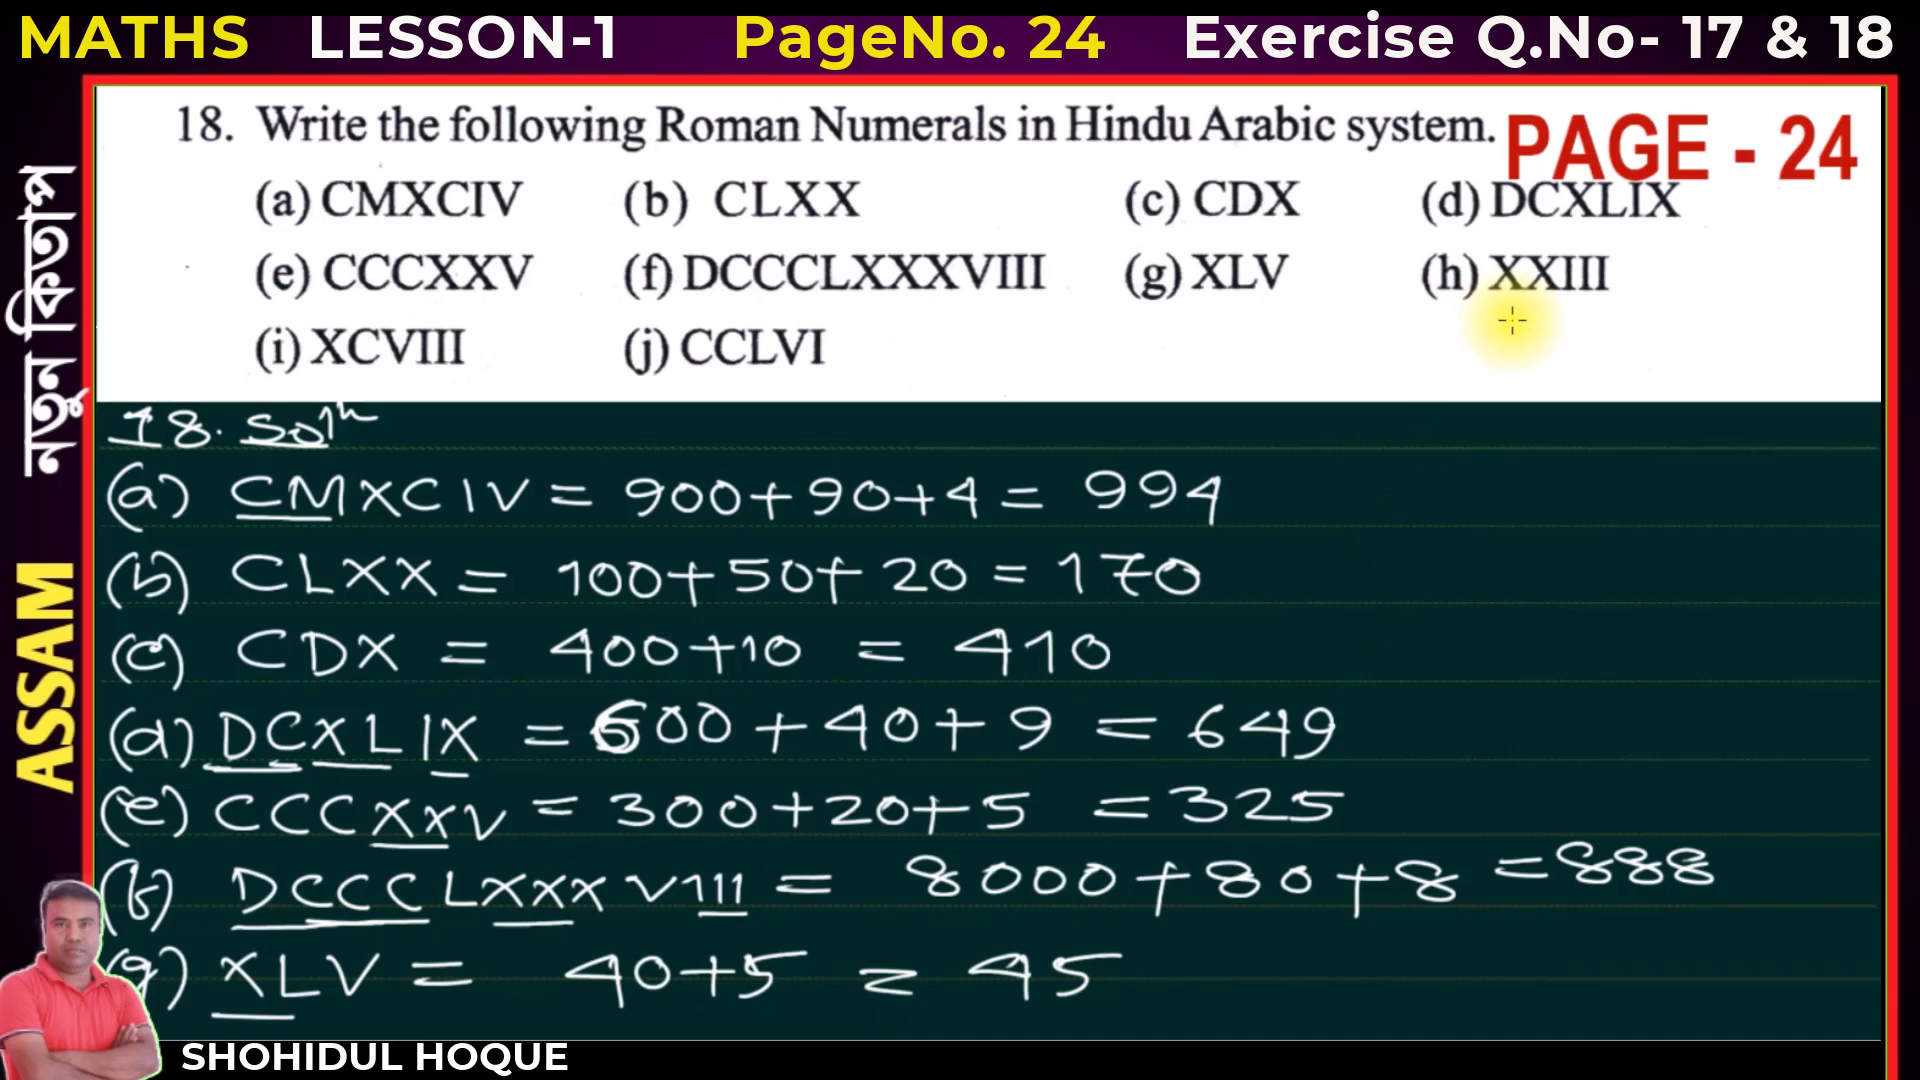 MATHS LESSON-1 PageNo. 24 Exercise Q.No- 17 & 18
নতুন কিতাপ
ASSAM
18. Write the following Roman Numerals in Hindu Arabic system.
PAGE - 24
(a) CMXCIV (b) CLXX (c) CDX (d) DCXLIX
(e) CCCXXV (f) DCCCLXXXVIII (g) XLV (h) XXIII
(i) XCVIII (j) CCLVI
18. Solⁿ
(a) CMXCIV = 900+90+4 = 994
(b) CLXX = 100+50+20 = 170
(c) CDX = 400+10 = 410
(d) DCXLIX = 600+40+9 = 649
(e) CCCXXV = 300+20+5 = 325
(f) DCCCLXXXVIII = 8000+80+8 = 888
(g) XLV = 40+5 = 45
SHOHIDUL HOQUE